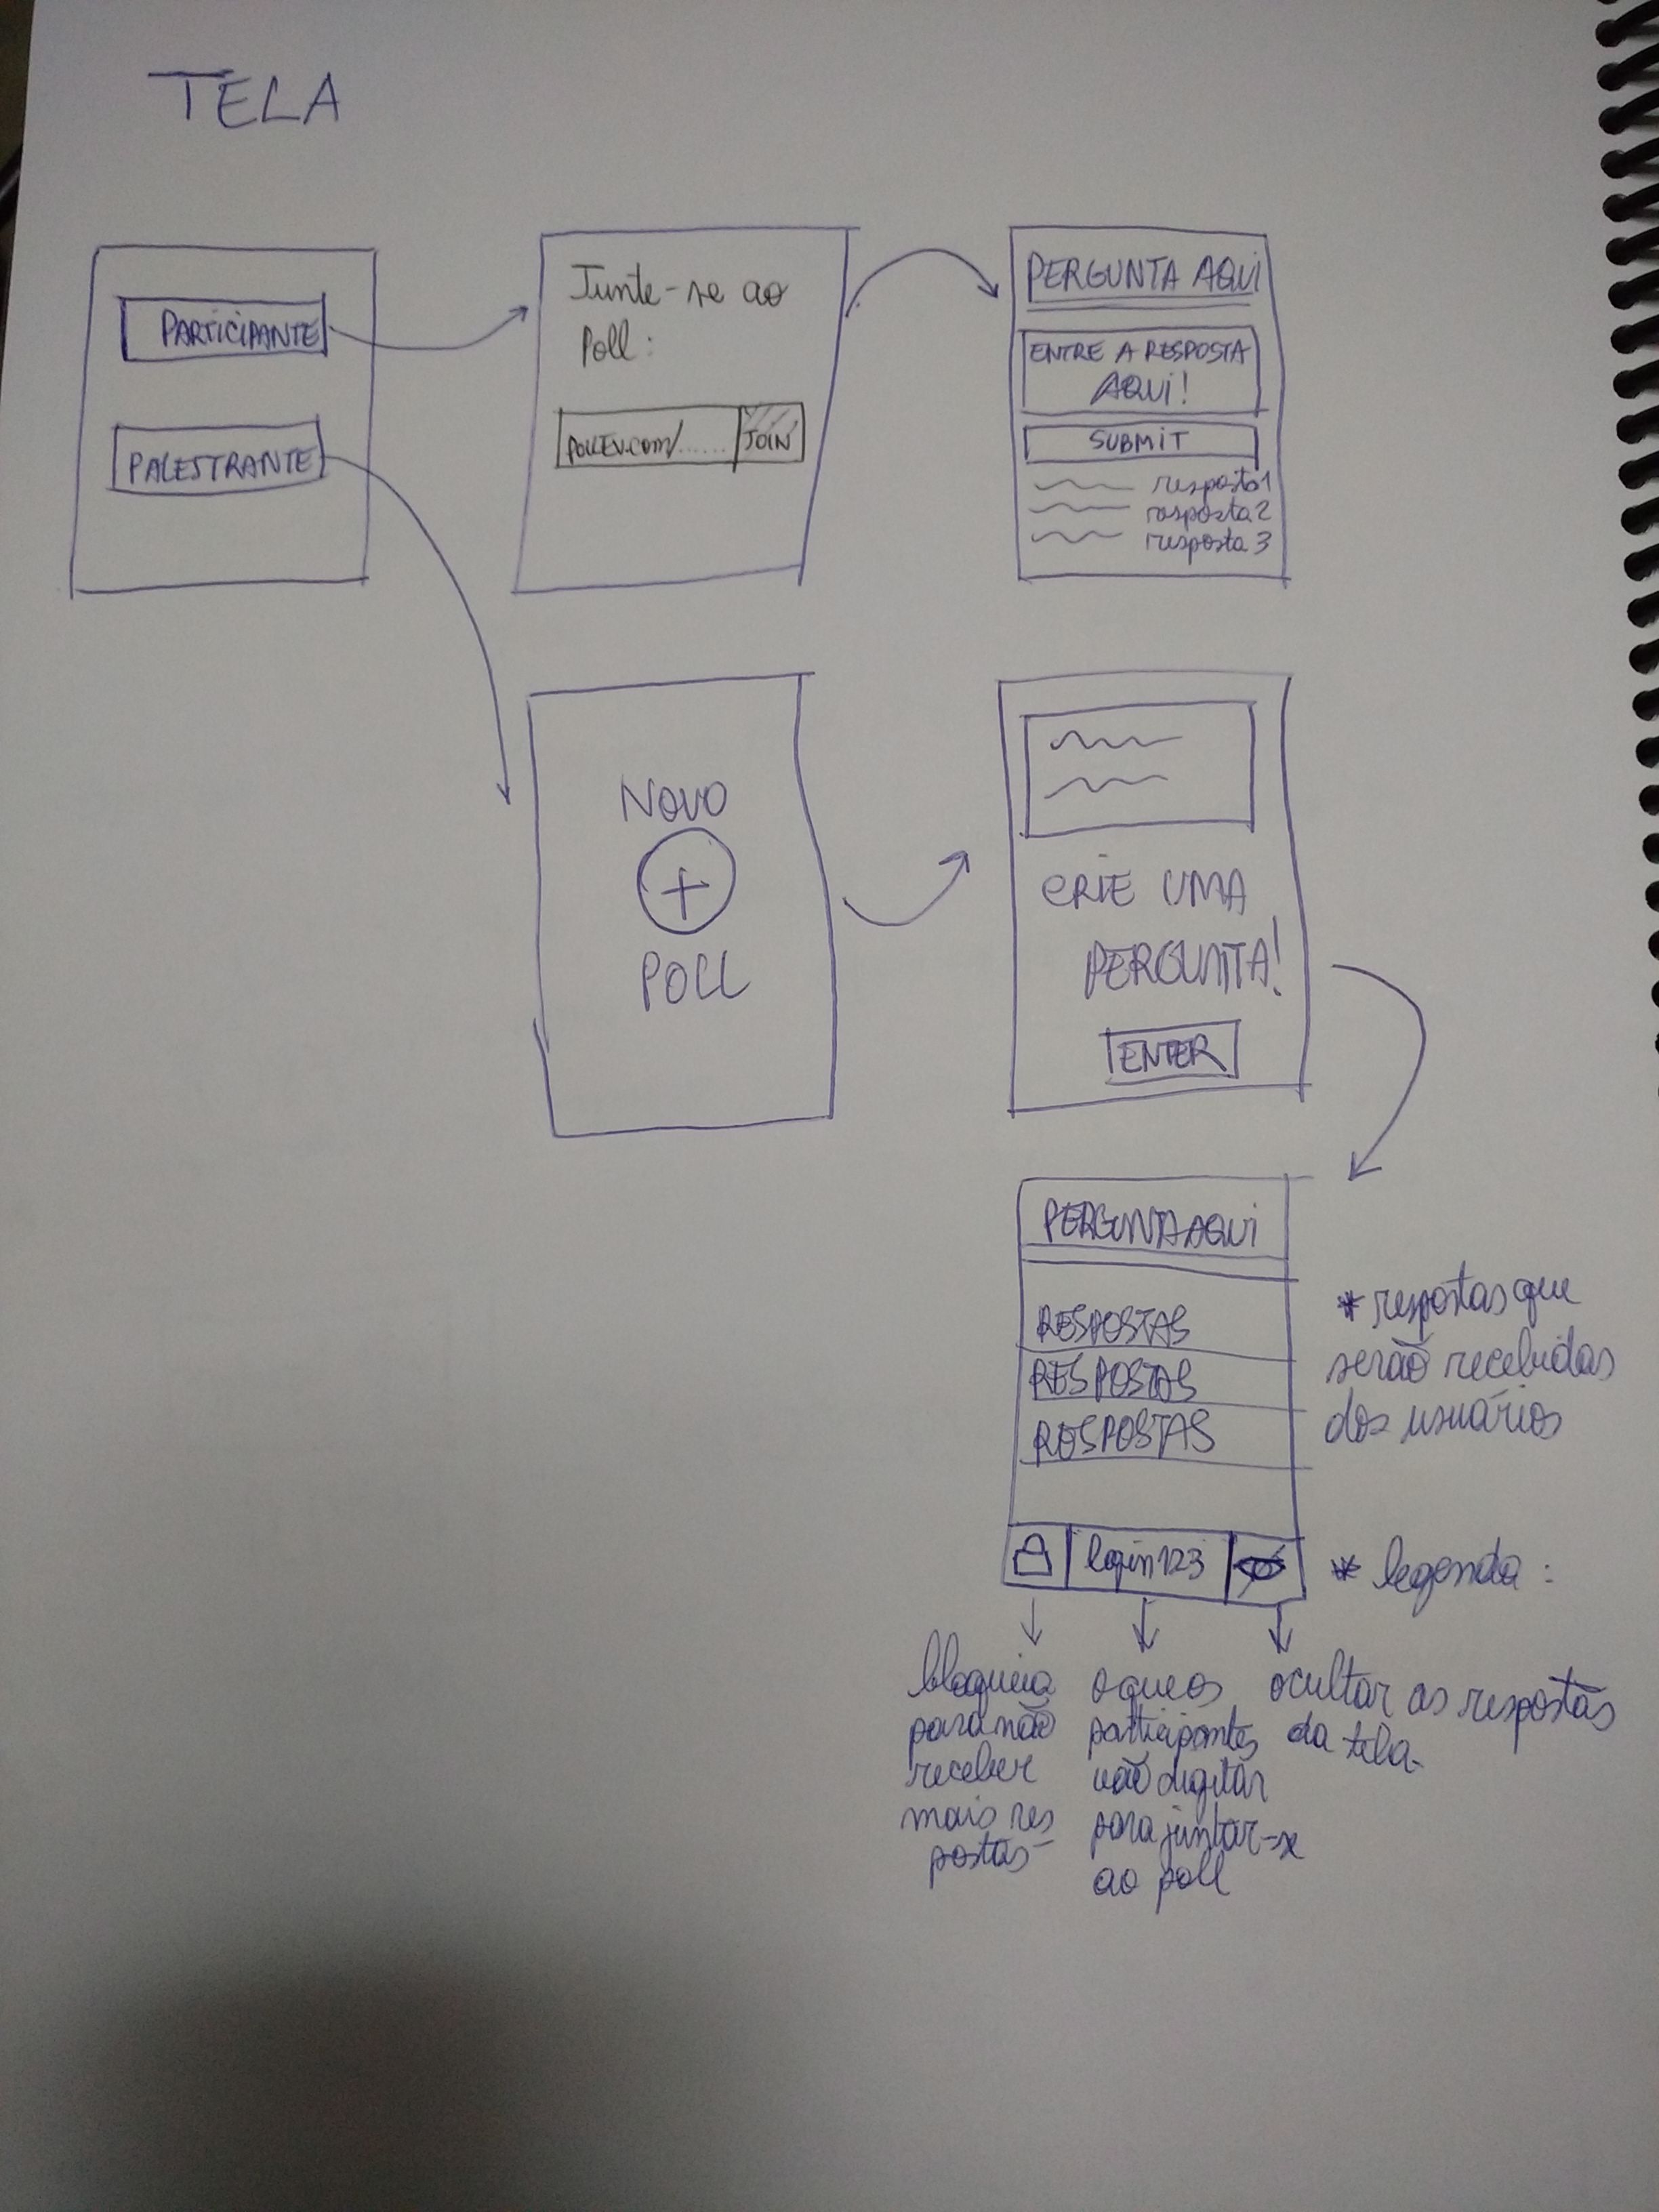 TELA
PARTICIPANTE
PALESTRANTE
Junte-se ao
Poll:
POLLEV.COM/....... JOIN
PERGUNTA AQUI
ENTRE A RESPOSTA
AQUI!
SUBMIT
resposta1
resposta2
resposta3
NOVO
+
POLL
CRIE UMA
PERGUNTA!
ENTER
PERGUNTA AQUI
RESPOSTAS
RESPOSTAS
RESPOSTAS
* respostas que
serão recebidas
dos usuários
login123
* legenda:
bloqueia
para não
receber
mais res
postas
o que os
participantes
vão digitar
para juntar-se
ao poll
ocultar as respostas
da tela.